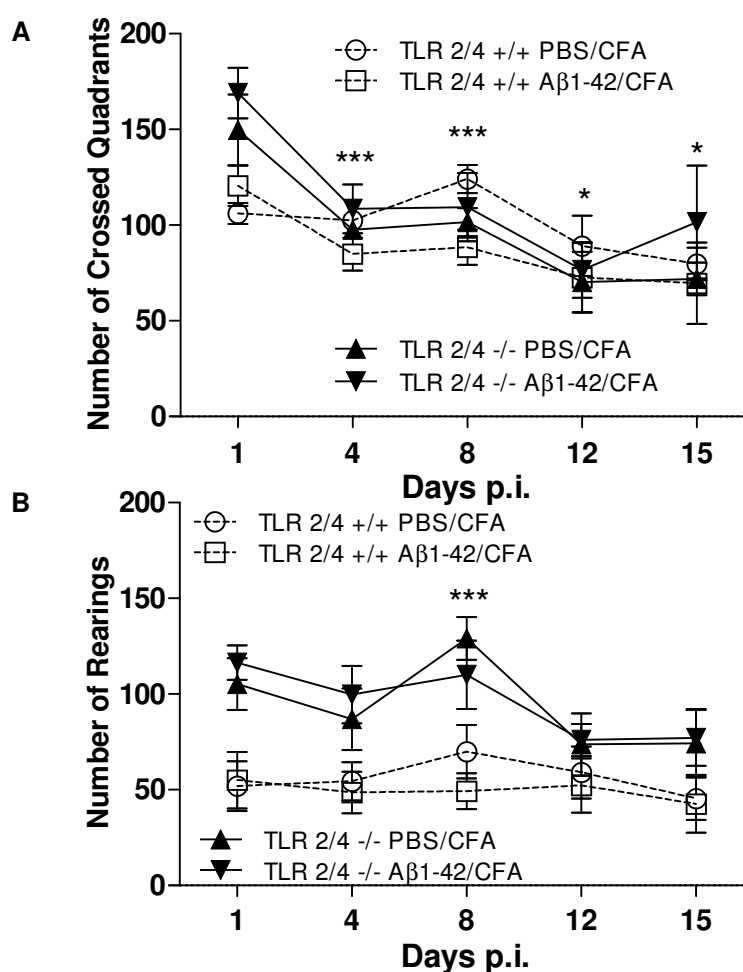 A
Number of Crossed Quadrants
200
150
100
50
0
TLR 2/4 +/+ PBS/CFA
TLR 2/4 +/+ Aβ1-42/CFA
***
***
*
*
TLR 2/4 -/- PBS/CFA
TLR 2/4 -/- Aβ1-42/CFA
1 4 8 12 15
Days p.i.
B
Number of Rearings
200
150
100
50
0
TLR 2/4 +/+ PBS/CFA
TLR 2/4 +/+ Aβ1-42/CFA
***
TLR 2/4 -/- PBS/CFA
TLR 2/4 -/- Aβ1-42/CFA
1 4 8 12 15
Days p.i.